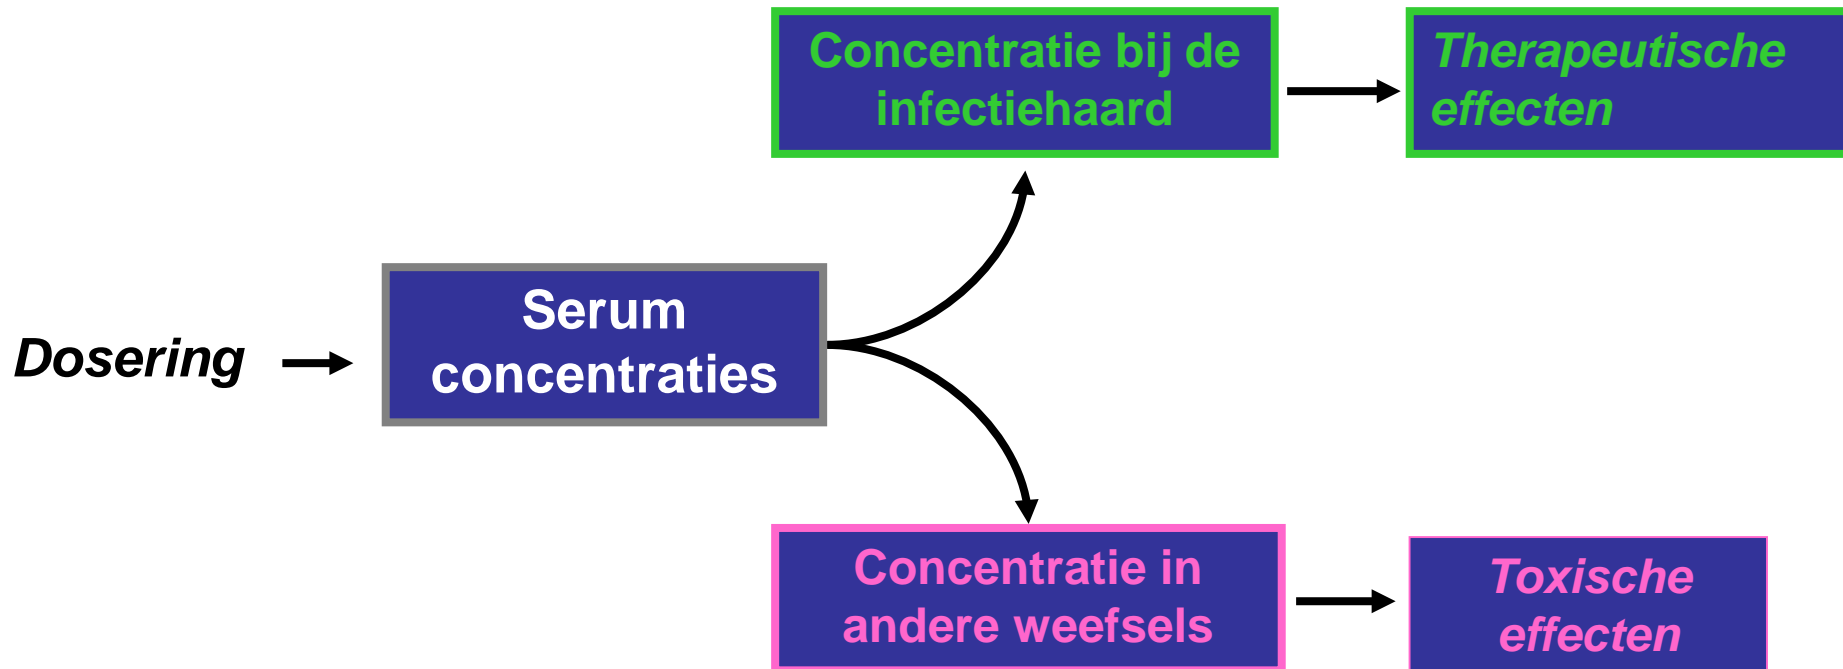 Concentratie bij de
infectiehaard
Therapeutische
effecten
Dosering
Serum
concentraties
Concentratie in
andere weefsels
Toxische
effecten